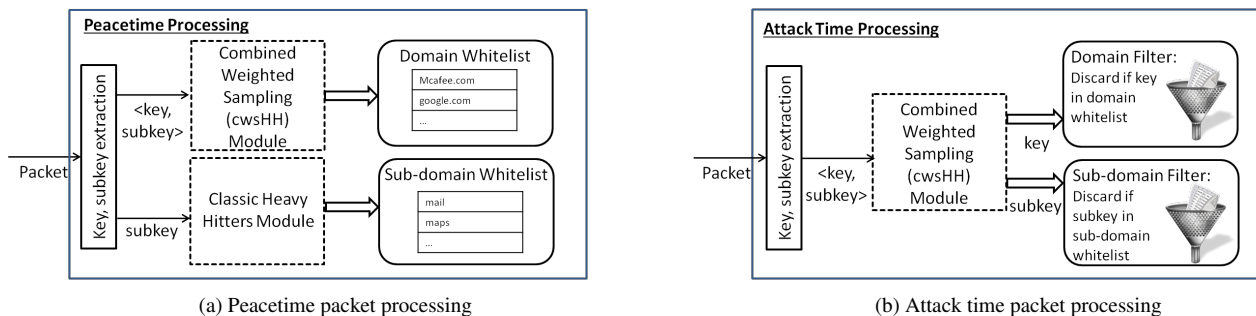 Peacetime Processing
Key, subkey extraction
Packet
<key,
subkey>
subkey
Combined
Weighted
Sampling
(cwsHH)
Module
Classic Heavy
Hitters Module
Domain Whitelist
Mcafee.com
google.com
...
Sub-domain Whitelist
mail
maps
...
(a) Peacetime packet processing
Attack Time Processing
Key, subkey extraction
Packet
<key,
subkey>
Combined
Weighted
Sampling
(cwsHH)
Module
key
subkey
Domain Filter:
Discard if key
in domain
whitelist
Sub-domain Filter:
Discard if
subkey in
sub-domain
whitelist
(b) Attack time packet processing